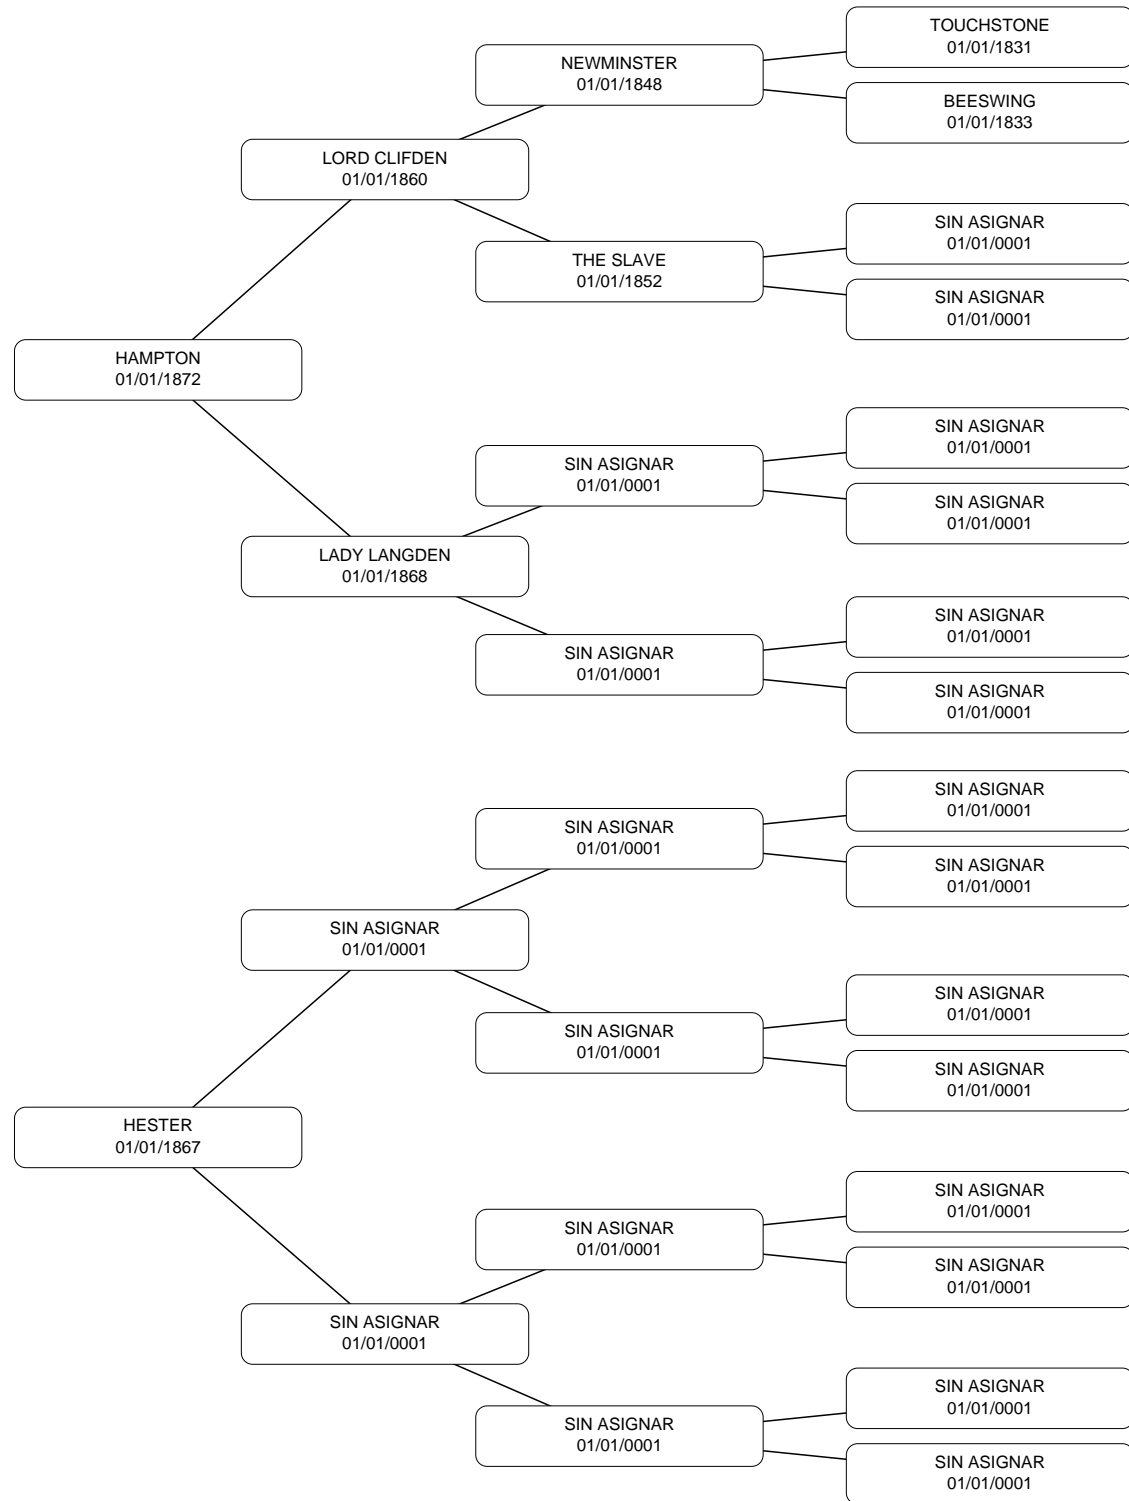 TOUCHSTONE
01/01/1831
NEWMINSTER
01/01/1848
BEESWING
01/01/1833
LORD CLIFDEN
01/01/1860
SIN ASIGNAR
01/01/0001
THE SLAVE
01/01/1852
SIN ASIGNAR
01/01/0001
HAMPTON
01/01/1872
SIN ASIGNAR
01/01/0001
SIN ASIGNAR
01/01/0001
SIN ASIGNAR
01/01/0001
LADY LANGDEN
01/01/1868
SIN ASIGNAR
01/01/0001
SIN ASIGNAR
01/01/0001
SIN ASIGNAR
01/01/0001
SIN ASIGNAR
01/01/0001
SIN ASIGNAR
01/01/0001
SIN ASIGNAR
01/01/0001
SIN ASIGNAR
01/01/0001
SIN ASIGNAR
01/01/0001
SIN ASIGNAR
01/01/0001
SIN ASIGNAR
01/01/0001
HESTER
01/01/1867
SIN ASIGNAR
01/01/0001
SIN ASIGNAR
01/01/0001
SIN ASIGNAR
01/01/0001
SIN ASIGNAR
01/01/0001
SIN ASIGNAR
01/01/0001
SIN ASIGNAR
01/01/0001
SIN ASIGNAR
01/01/0001